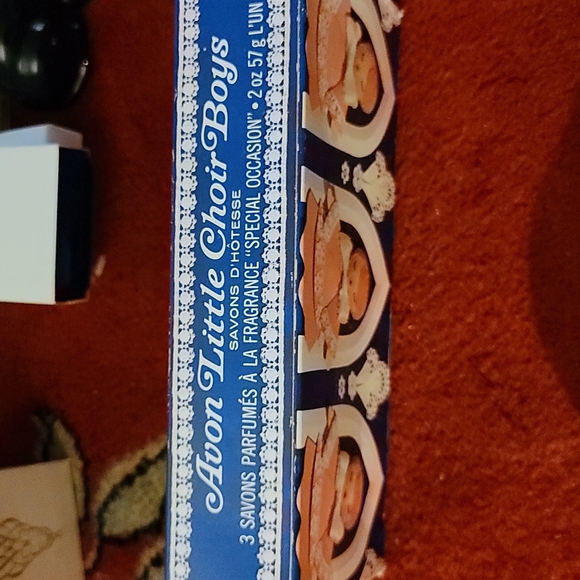 Avon Little Choir Boys
SAVONS D'HÔTESSE
3 SAVONS PARFUMÉS À LA FRAGRANCE "SPECIAL OCCASION" • 2 oz 57 g L'UN